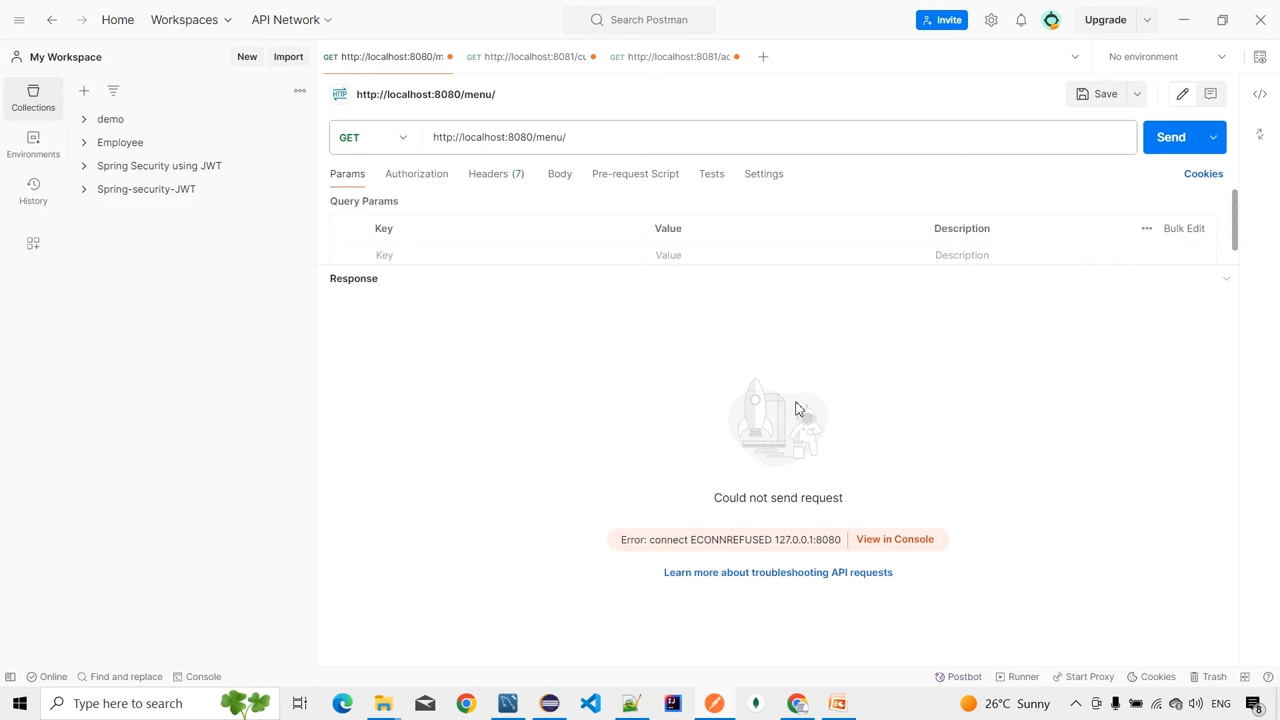 Home Workspaces API Network Search Postman Invite Upgrade
My Workspace New Import GET http://localhost:8080/m GET http://localhost:8081/cu GET http://localhost:8081/ac No environment
Collections
Environments
History
demo
Employee
Spring Security using JWT
Spring-security-JWT
HTTP http://localhost:8080/menu/ Save
GET http://localhost:8080/menu/ Send
Params Authorization Headers (7) Body Pre-request Script Tests Settings Cookies
Query Params
Key Value Description Bulk Edit
Key Value Description
Response
Could not send request
Error: connect ECONNREFUSED 127.0.0.1:8080 View in Console
Learn more about troubleshooting API requests
Online Find and replace Console Postbot Runner Start Proxy Cookies Trash
Type here to search 26°C Sunny ENG 8